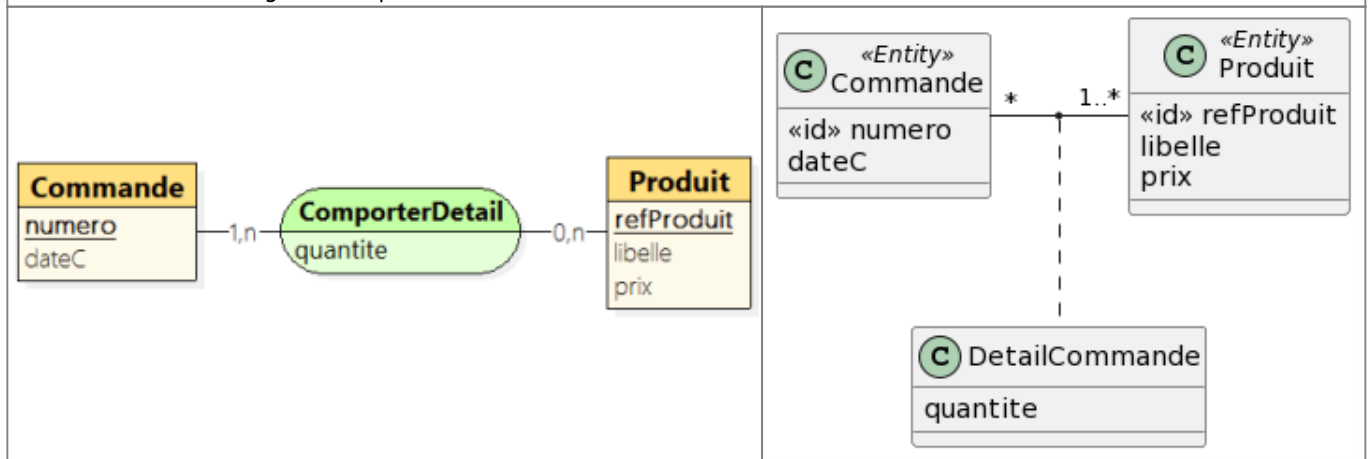 Commande
numero
dateC
1,n
ComporterDetail
quantite
0,n
Produit
refProduit
libelle
prix
C
«Entity»
Commande
«id» numero
dateC
*
1..*
C
«Entity»
Produit
«id» refProduit
libelle
prix
C DetailCommande
quantite